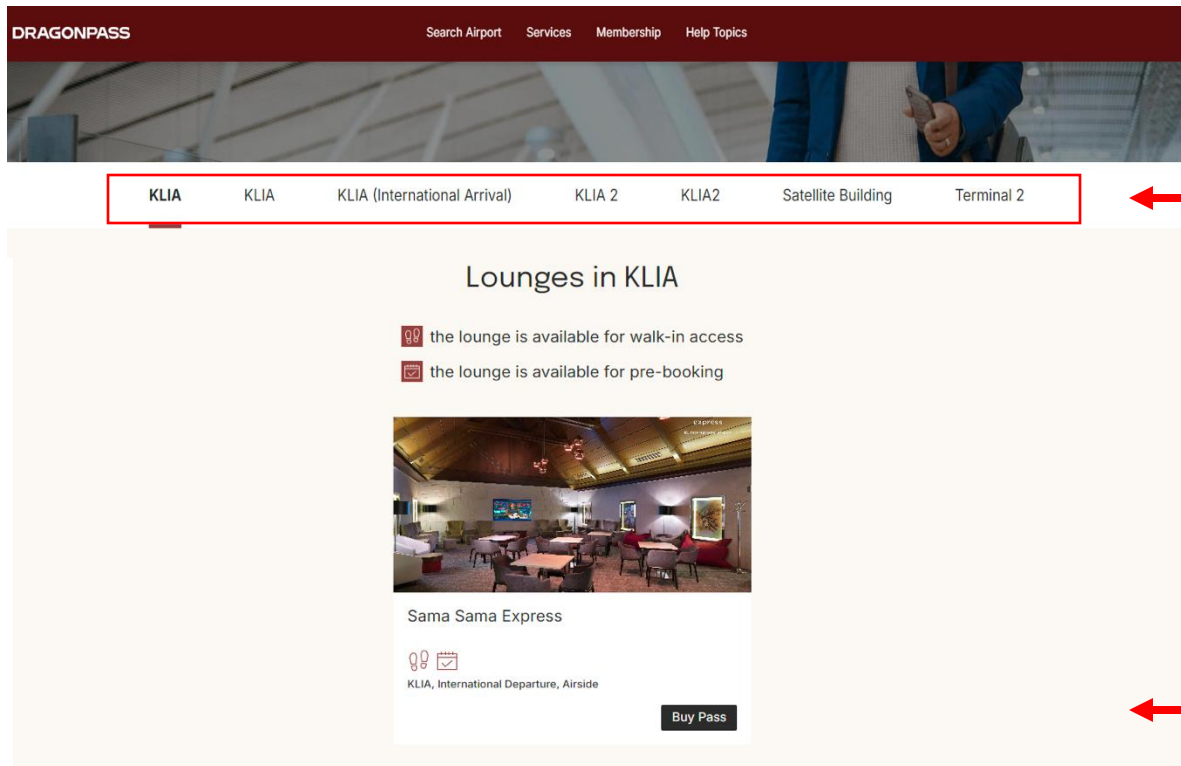 DRAGONPASS Search Airport Services Membership Help Topics
KLIA KLIA KLIA (International Arrival) KLIA 2 KLIA2 Satellite Building Terminal 2
Lounges in KLIA
the lounge is available for walk-in access
the lounge is available for pre-booking
express
Sama Sama Express
KLIA, International Departure, Airside
Buy Pass